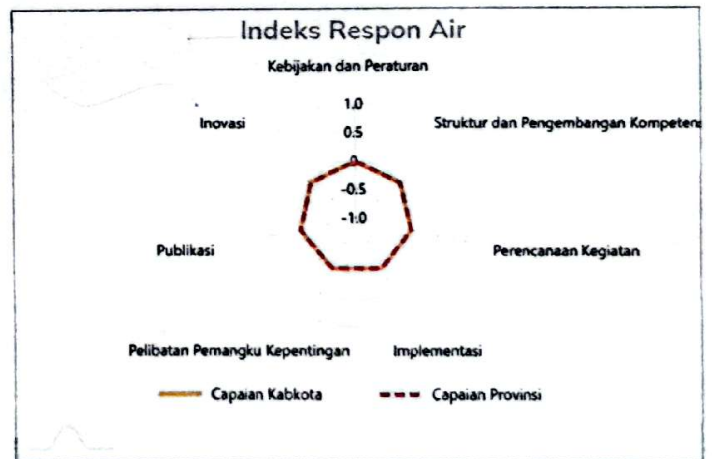 Indeks Respon Air
Kebijakan dan Peraturan
1.0
Inovasi
Struktur dan Pengembangan Kompetens
0.5
0
-0.5
-1.0
Publikasi
Perencanaan Kegiatan
Pelibatan Pemangku Kepentingan
Implementasi
Capaian Kabkota
Capaian Provinsi